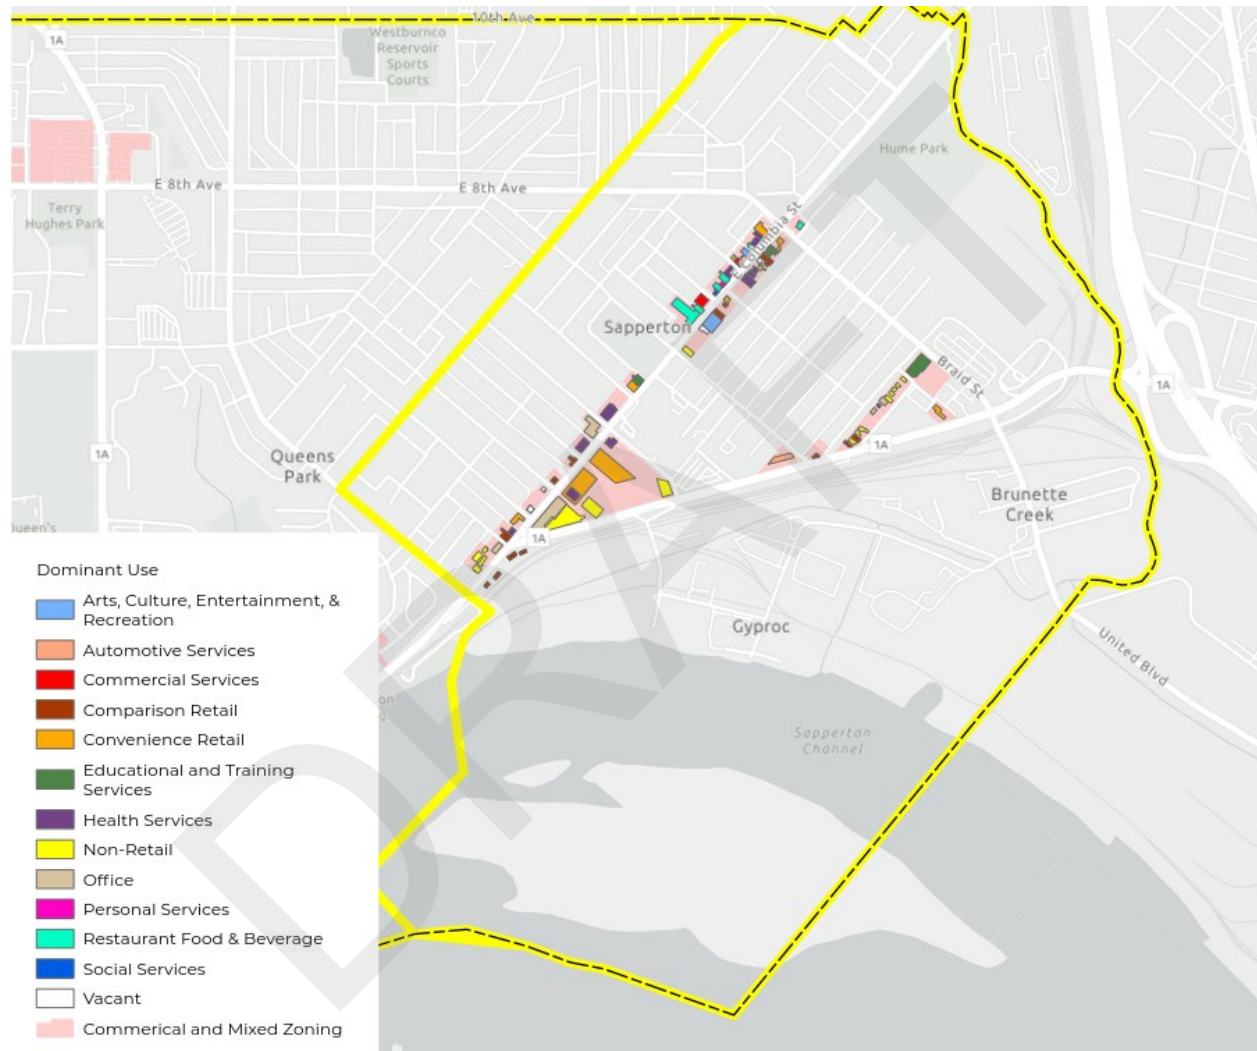 10th Ave
1A
Westburnco
Reservoir
Sports
Courts
Hume Park
E 8th Ave
E 8th Ave
Terry
Hughes Park
E Columbia St
Sapperton
Braid St
1A
1A
1A
Queens
Park
Brunette
Creek
Queen's
1A
Gyproc
United Blvd
Sapperton
Channel
DRAFT
Dominant Use
Arts, Culture, Entertainment, &
Recreation
Automotive Services
Commercial Services
Comparison Retail
Convenience Retail
Educational and Training
Services
Health Services
Non-Retail
Office
Personal Services
Restaurant Food & Beverage
Social Services
Vacant
Commerical and Mixed Zoning